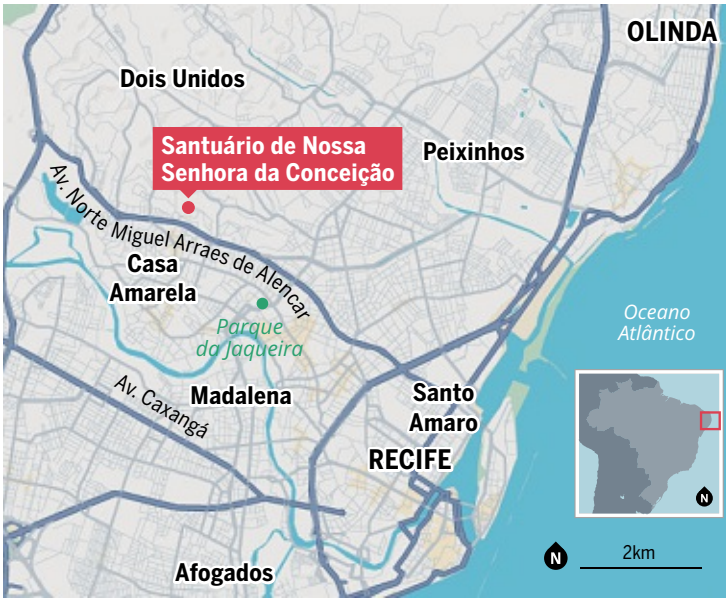 OLINDA
Dois Unidos
Santuário de Nossa
Senhora da Conceição
Peixinhos
Av. Norte Miguel Arraes de Alencar
Casa
Amarela
Parque
da Jaqueira
Oceano
Atlântico
Av. Caxangá
Madalena
Santo
Amaro
RECIFE
N
N
2km
Afogados